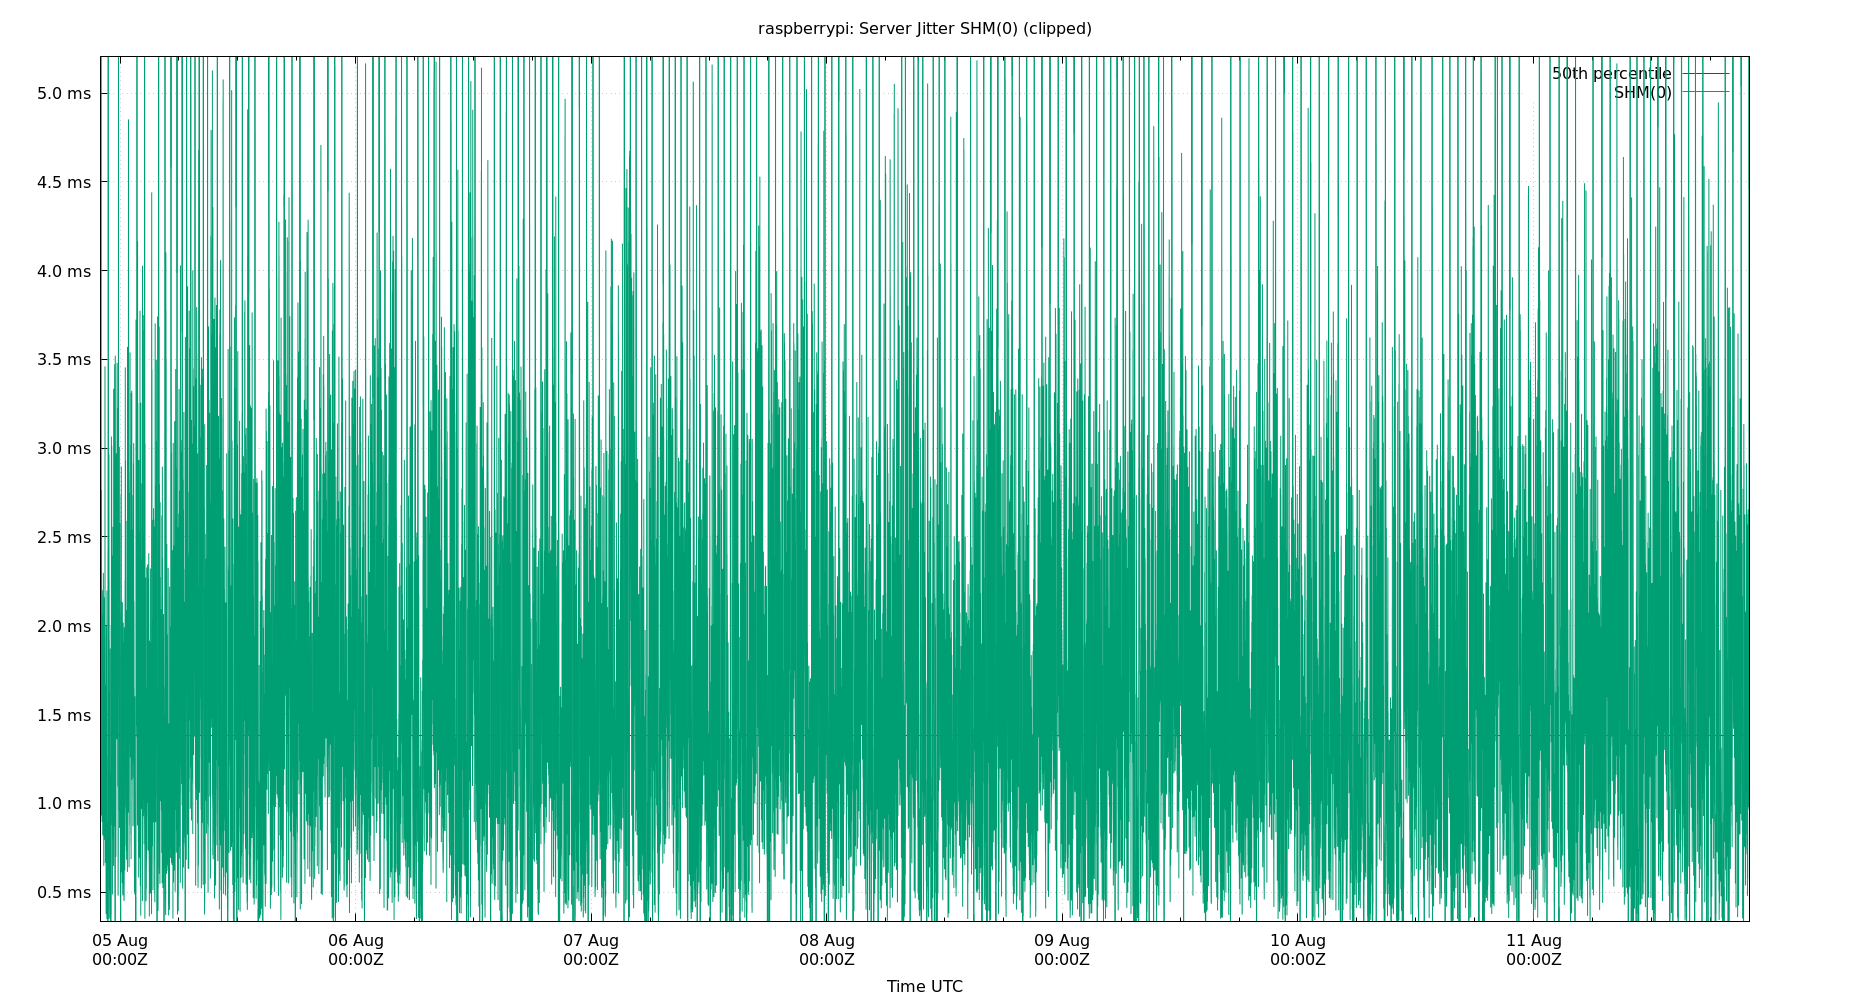 raspberrypi: Server Jitter SHM(0) (clipped)
50th percentile
SHM(0)
5.0 ms
4.5 ms
4.0 ms
3.5 ms
3.0 ms
2.5 ms
2.0 ms
1.5 ms
1.0 ms
0.5 ms
05 Aug 06 Aug 07 Aug 08 Aug 09 Aug 10 Aug 11 Aug
00:00Z 00:00Z 00:00Z 00:00Z 00:00Z 00:00Z 00:00Z
Time UTC